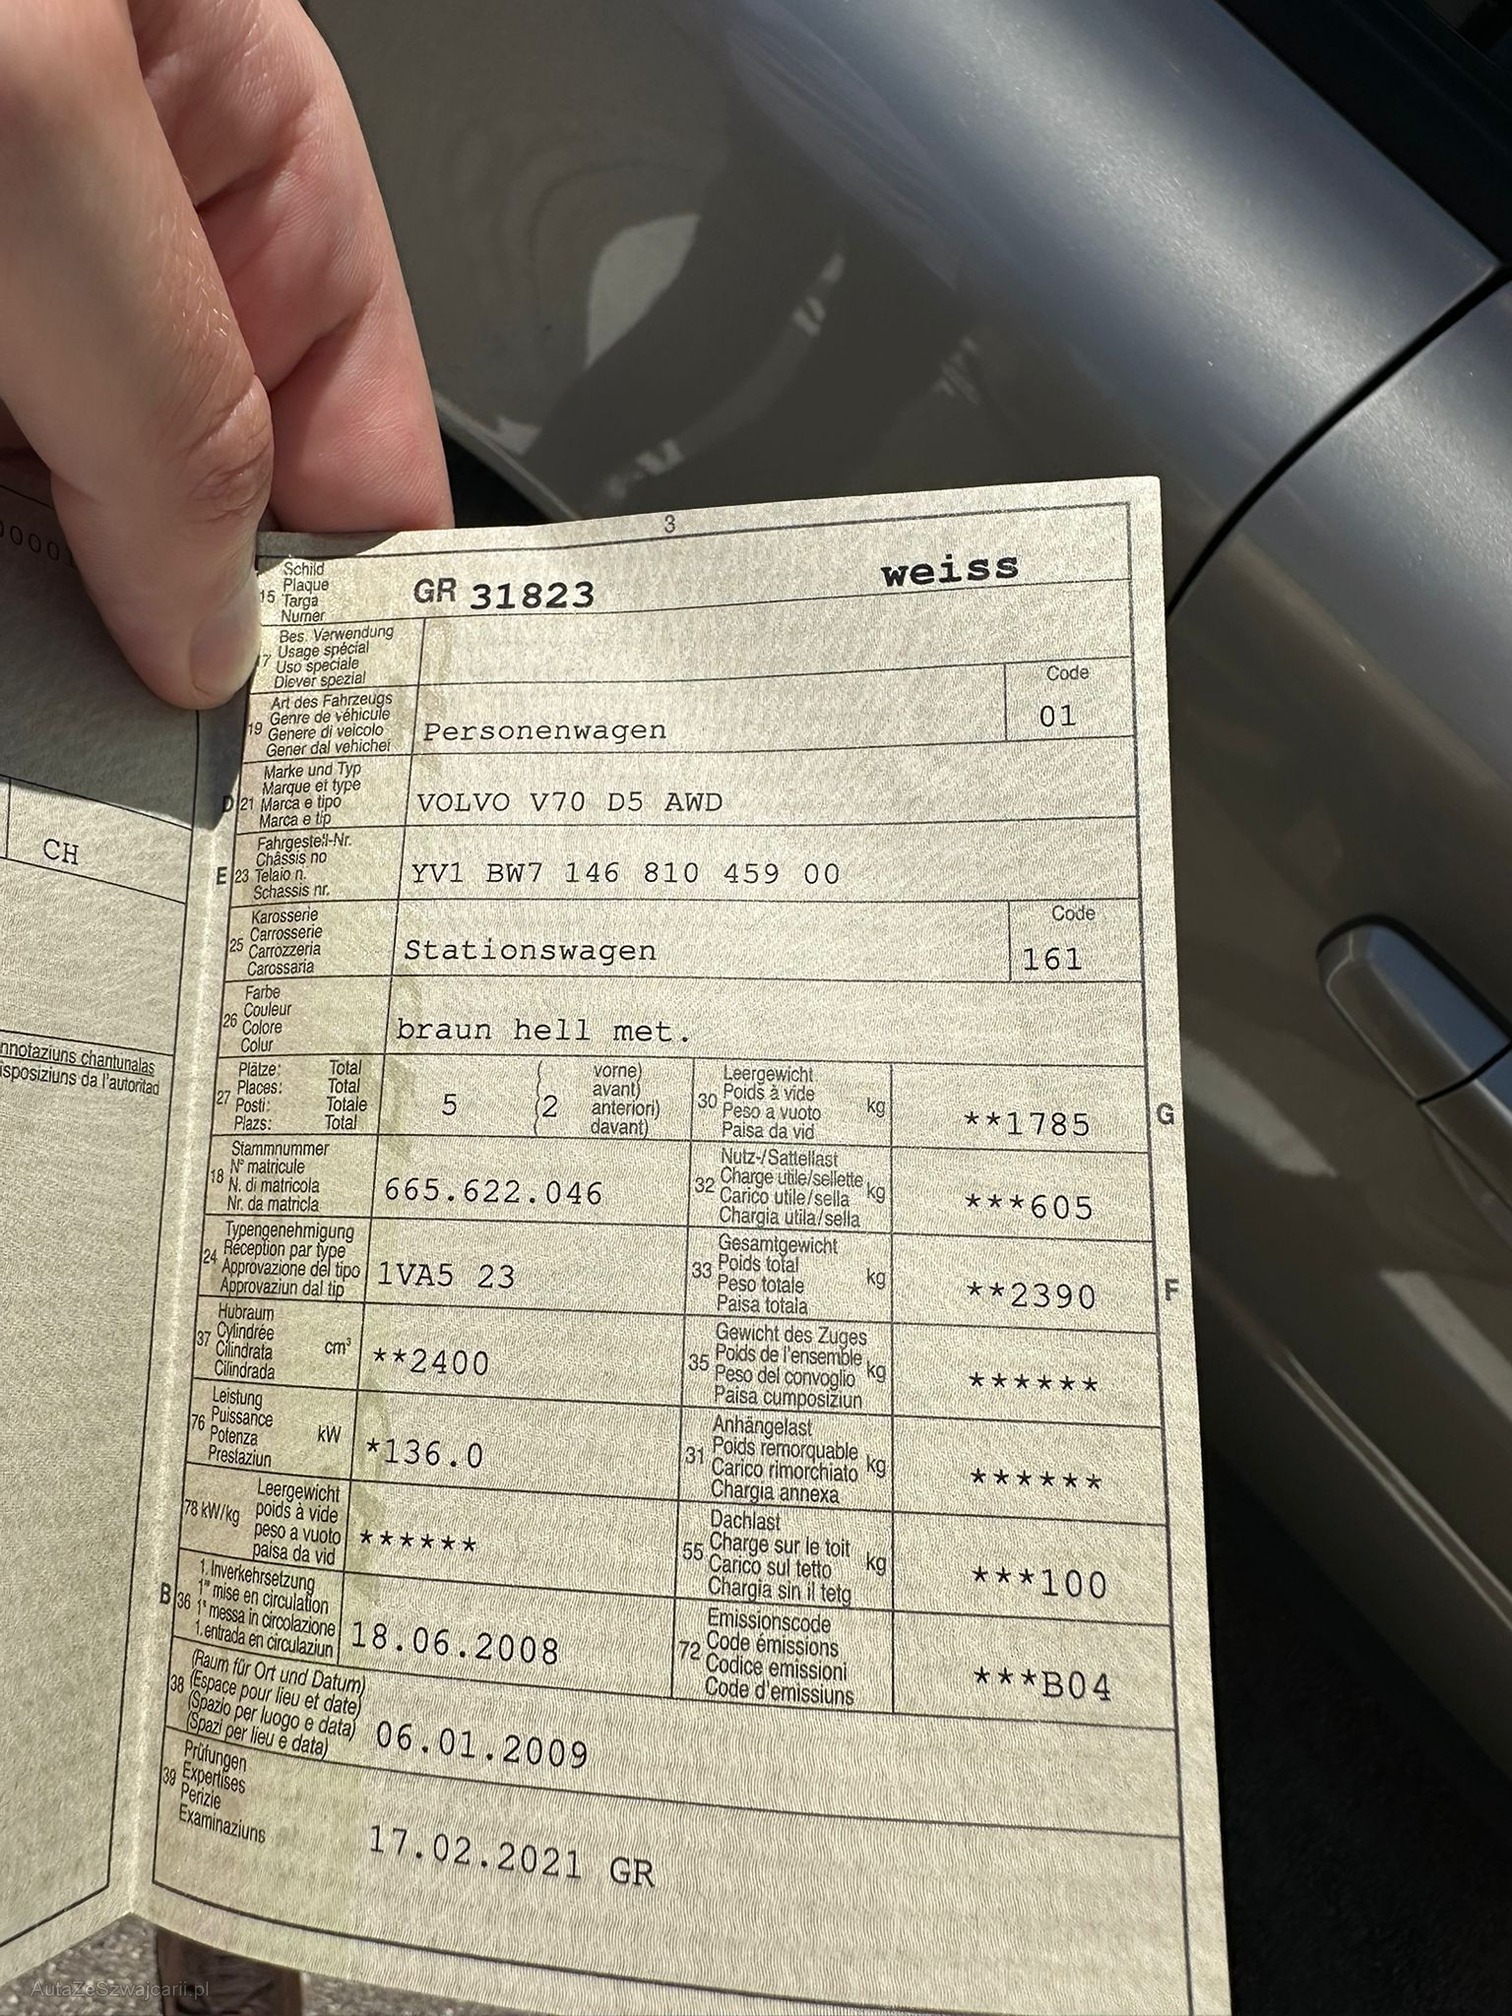 3
15 Schild
Plaque
Targa
Numer
GR 31823
weiss
17 Bes. Verwendung
Usage spécial
Uso speciale
Diever spezial
19 Art des Fahrzeugs
Genre de véhicule
Genere di veicolo
Gener dal vehichel
Personenwagen
Code
01
D 21 Marke und Typ
Marque et type
Marca e tipo
Marca e tip
VOLVO V70 D5 AWD
E 23 Fahrgestell-Nr.
Châssis no
Telaio n.
Schassis nr.
YV1 BW7 146 810 459 00
25 Karosserie
Carrosserie
Carrozzeria
Carossaria
Stationswagen
Code
161
26 Farbe
Couleur
Colore
Colur
braun hell met.
27 Plätze: Total
Places: Total
Posti: Totale
Plazs: Total
5
(2
vorne)
avant)
anteriori)
davant)
30 Leergewicht
Poids à vide
Peso a vuoto
Paisa da vid
kg
**1785
G
18 Stammnummer
N° matricule
N. di matricola
Nr. da matricla
665.622.046
32 Nutz-/Sattellast
Charge utile/sellette
Carico utile/sella
Chargia utila/sella
kg
***605
24 Typengenehmigung
Réception par type
Approvazione del tipo
Approvaziun dal tip
1VA5 23
33 Gesamtgewicht
Poids total
Peso totale
Paisa totala
kg
**2390
F
37 Hubraum
Cylindrée
Cilindrata
Cilindrada
cm³
**2400
35 Gewicht des Zuges
Poids de l'ensemble
Peso del convoglio
Paisa cumposiziun
kg
******
76 Leistung
Puissance
Potenza
Prestaziun
kW
*136.0
31 Anhängelast
Poids remorquable
Carico rimorchiato
Chargia annexa
kg
******
78 kW/kg
Leergewicht
poids à vide
peso a vuoto
paisa da vid
******
55 Dachlast
Charge sur le toit
Carico sul tetto
Chargia sin il tetg
kg
***100
B 36 1. Inverkehrsetzung
1re mise en circulation
1a messa in circolazione
1. entrada en circulaziun
18.06.2008
72 Emissionscode
Code émissions
Codice emissioni
Code d'emissiuns
***B04
38 (Raum für Ort und Datum)
(Espace pour lieu et date)
(Spazio per luogo e data)
(Spazi per lieu e data)
06.01.2009
39 Prüfungen
Expertises
Perizie
Examinaziuns
17.02.2021 GR
CH
nnotaziuns chantunalas
isposiziuns da l'autoritad
AutaZeSzwajcarii.pl